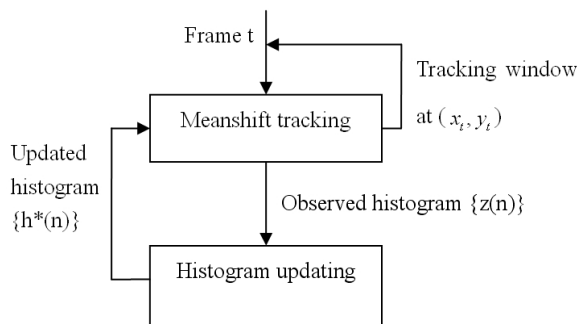 Frame t
Tracking window
at (x_t, y_t)
Meanshift tracking
Updated
histogram
{h*(n)}
Observed histogram {z(n)}
Histogram updating